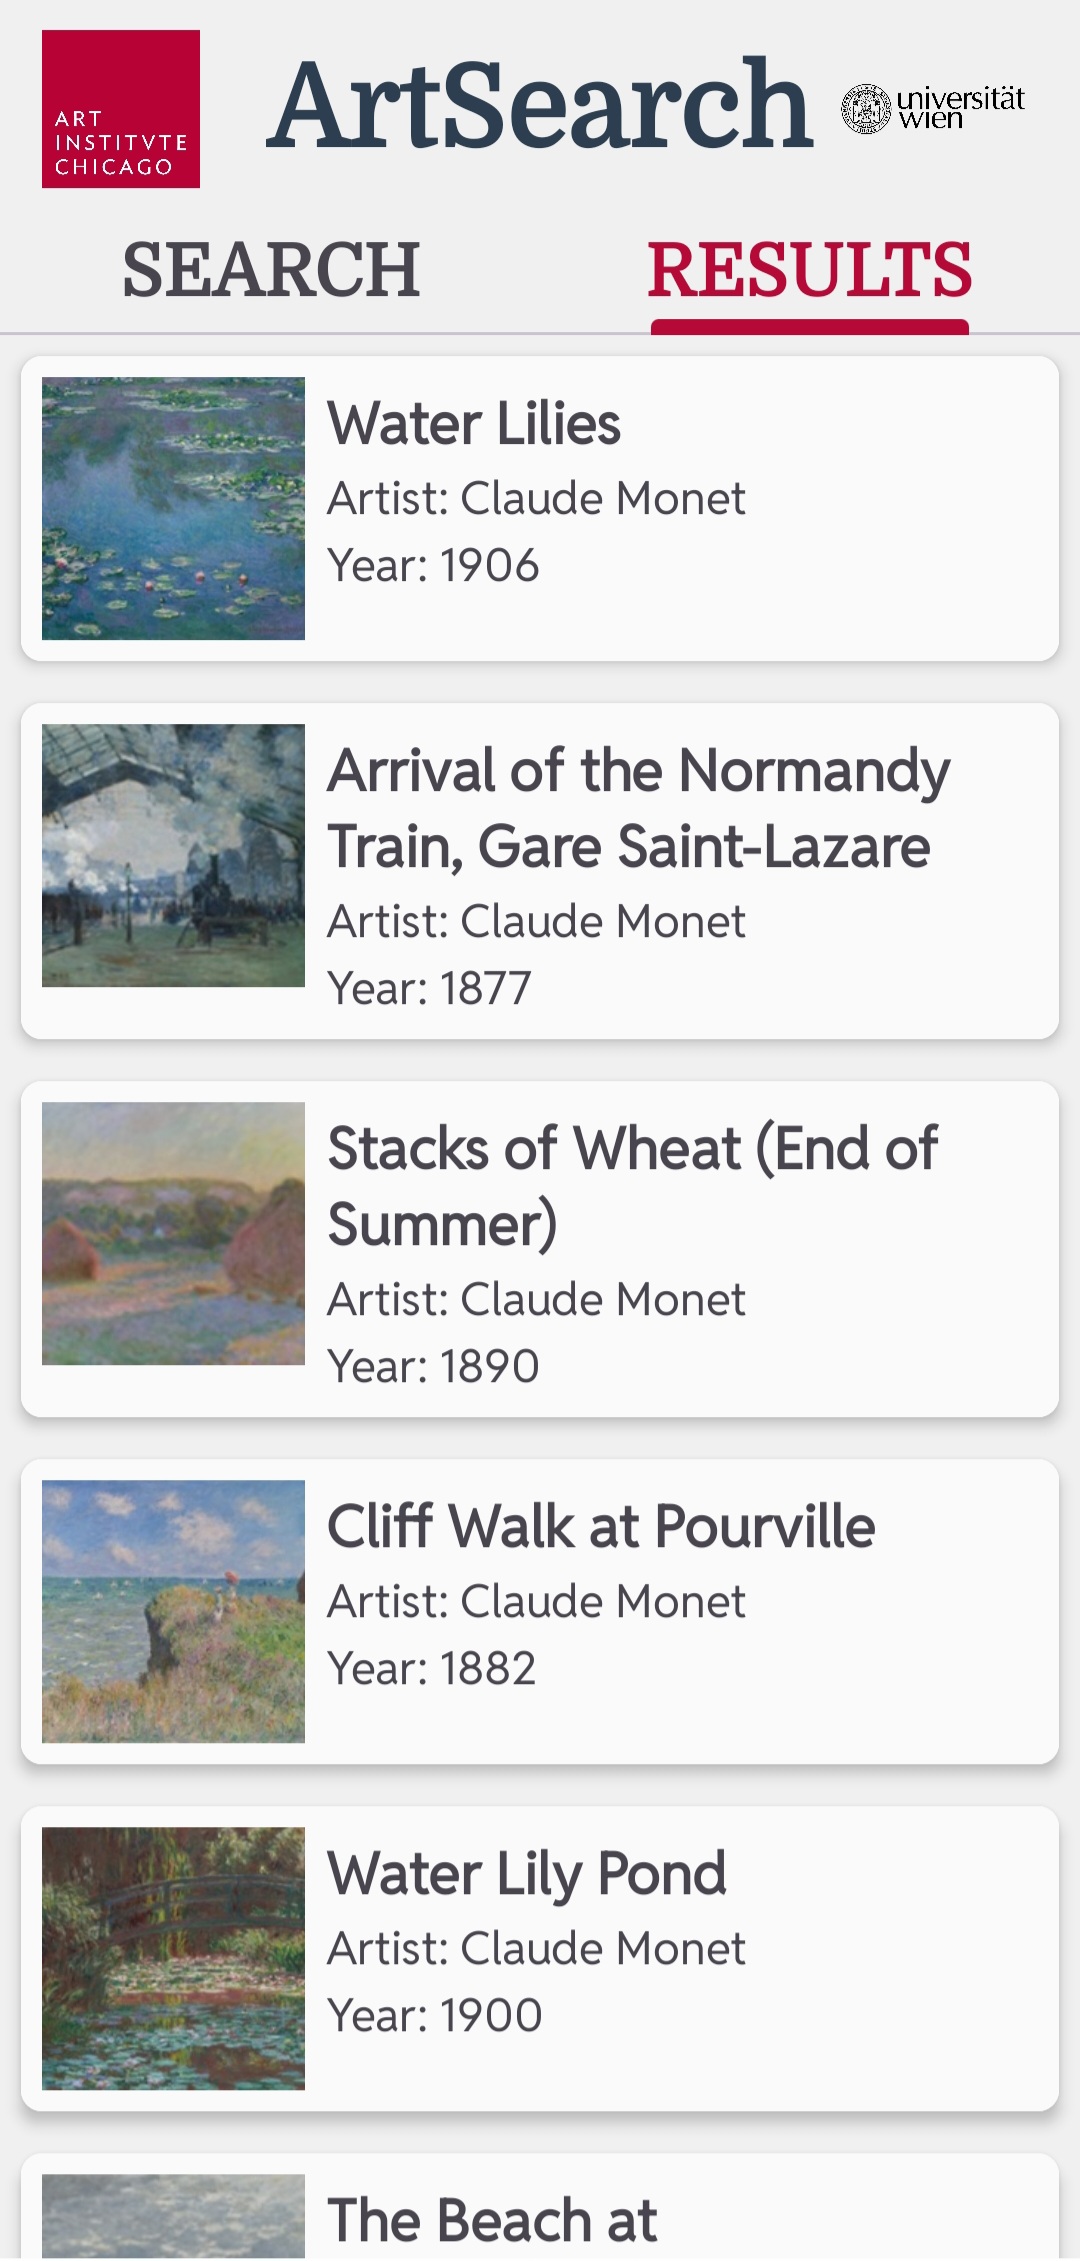 ART
INSTITVTE
CHICAGO
ArtSearch
universität
wien
SEARCH
RESULTS
Water Lilies
Artist: Claude Monet
Year: 1906
Arrival of the Normandy
Train, Gare Saint-Lazare
Artist: Claude Monet
Year: 1877
Stacks of Wheat (End of
Summer)
Artist: Claude Monet
Year: 1890
Cliff Walk at Pourville
Artist: Claude Monet
Year: 1882
Water Lily Pond
Artist: Claude Monet
Year: 1900
The Beach at